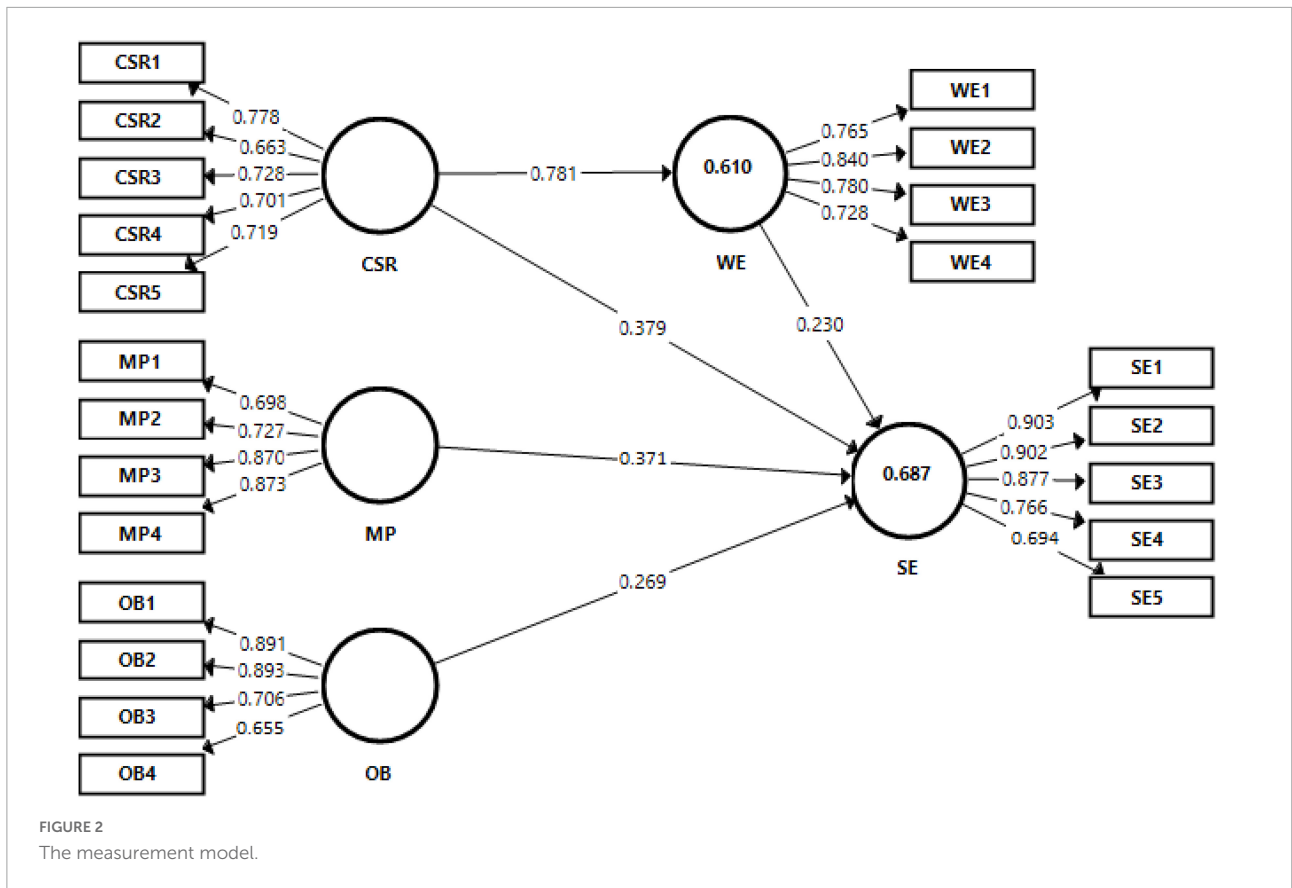 CSR1
CSR2
CSR3
CSR4
CSR5
0.778
0.663
0.728
0.701
0.719
CSR
0.781
0.610
WE
0.765
0.840
0.780
0.728
WE1
WE2
WE3
WE4
0.379
0.230
MP1
MP2
MP3
MP4
0.698
0.727
0.870
0.873
MP
0.371
0.687
SE
0.903
0.902
0.877
0.766
0.694
SE1
SE2
SE3
SE4
SE5
OB1
OB2
OB3
OB4
0.891
0.893
0.706
0.655
OB
0.269
FIGURE 2
The measurement model.